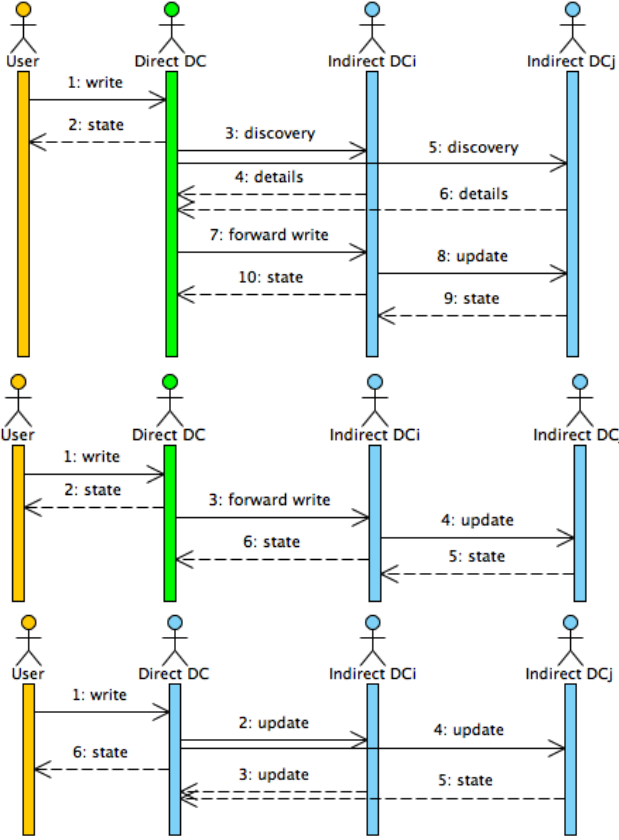 User Direct DC Indirect DCi Indirect DCj
1: write
2: state
3: discovery
5: discovery
4: details
6: details
7: forward write
8: update
10: state
9: state
User Direct DC Indirect DCi Indirect DCj
1: write
2: state
3: forward write
4: update
6: state
5: state
User Direct DC Indirect DCi Indirect DCj
1: write
2: update
4: update
6: state
3: update
5: state